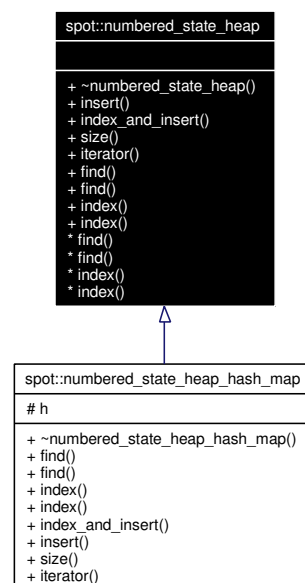 spot::numbered_state_heap
+ ~numbered_state_heap()
+ insert()
+ index_and_insert()
+ size()
+ iterator()
+ find()
+ find()
+ index()
+ index()
* find()
* find()
* index()
* index()
spot::numbered_state_heap_hash_map
# h
+ ~numbered_state_heap_hash_map()
+ find()
+ find()
+ index()
+ index()
+ index_and_insert()
+ insert()
+ size()
+ iterator()